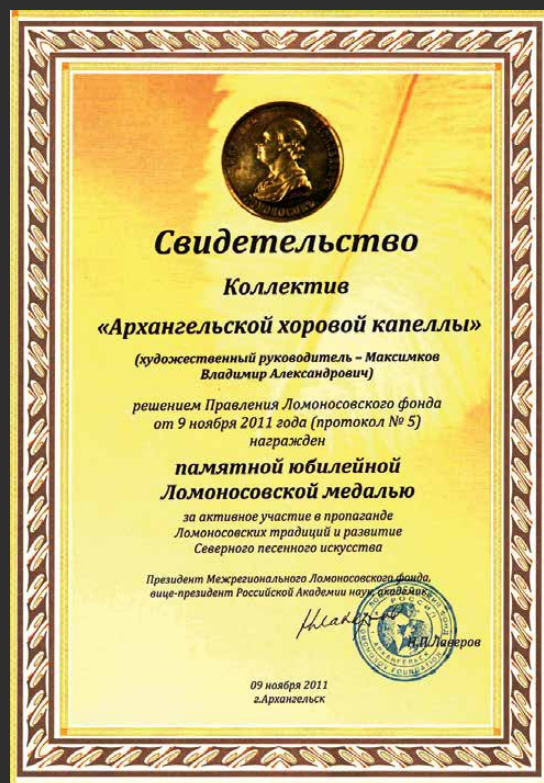 Свидетельство
Коллектив
«Архангельской хоровой капеллы»
(художественный руководитель – Максимков
Владимир Александрович)
решением Правления Ломоносовского фонда
от 9 ноября 2011 года (протокол № 5)
награжден
памятной юбилейной
Ломоносовской медалью
за активное участие в пропаганде
Ломоносовских традиций и развитие
Северного песенного искусства
Президент Межрегионального Ломоносовского фонда,
вице-президент Российской Академии наук, академик
Н.П.Лаверов
09 ноября 2011
г.Архангельск